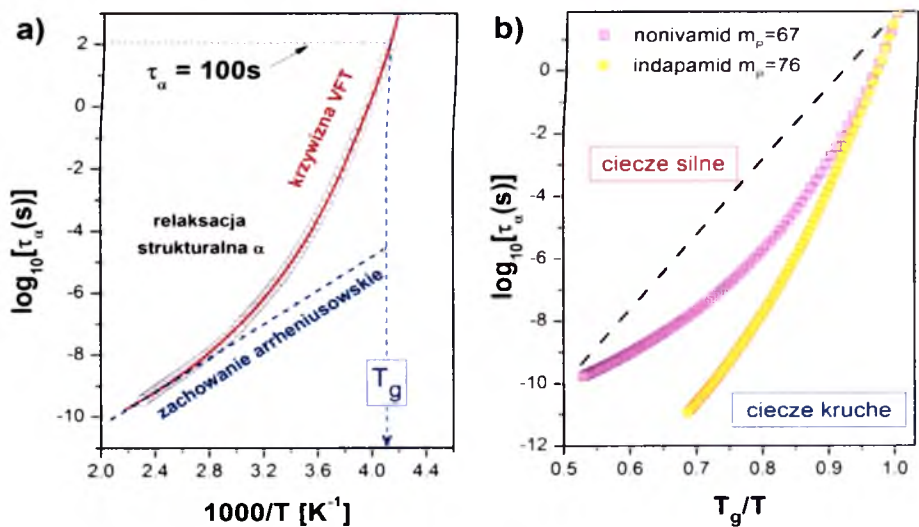 a)
2
0
-2
-4
-6
-8
-10
log₁₀[τα(s)]
τα = 100s
krzywizna VFT
relaksacja
strukturalna α
zachowanie arrheniusowskie
Tg
2.0 2.4 2.8 3.2 3.6 4.0 4.4
1000/T [K⁻¹]
b)
0
-2
-4
-6
-8
-10
-12
log₁₀[τα(s)]
nonivamid mp=67
indapamid mp=76
ciecze silne
ciecze kruche
0.5 0.6 0.7 0.8 0.9 1.0
Tg/T